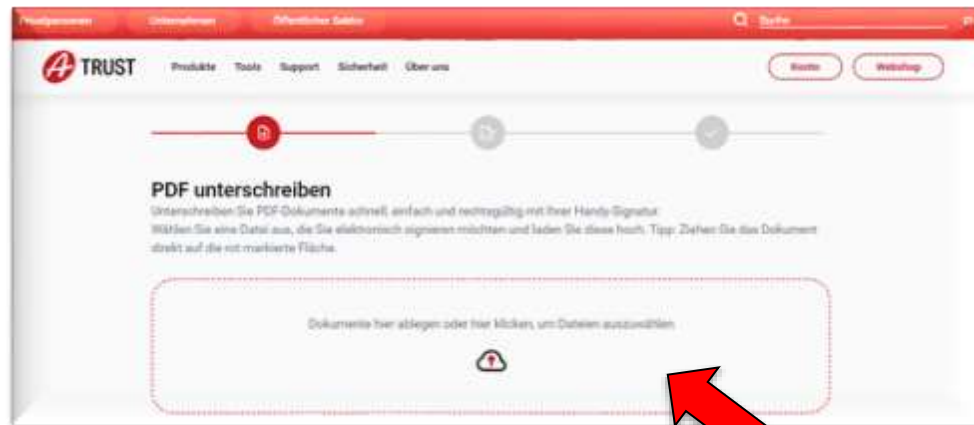 Privatpersonen Unternehmen Öffentlicher Sektor Suche
A TRUST Produkte Tools Support Sicherheit Über uns Konto Webshop
PDF unterschreiben
Unterschreiben Sie PDF-Dokumente schnell, einfach und rechtsgültig mit Ihrer Handy-Signatur.
Wählen Sie eine Datei aus, die Sie elektronisch signieren möchten und laden Sie diese hoch. Tipp: Ziehen Sie das Dokument
direkt auf die rot markierte Fläche.
Dokumente hier ablegen oder hier klicken, um Dateien auszuwählen